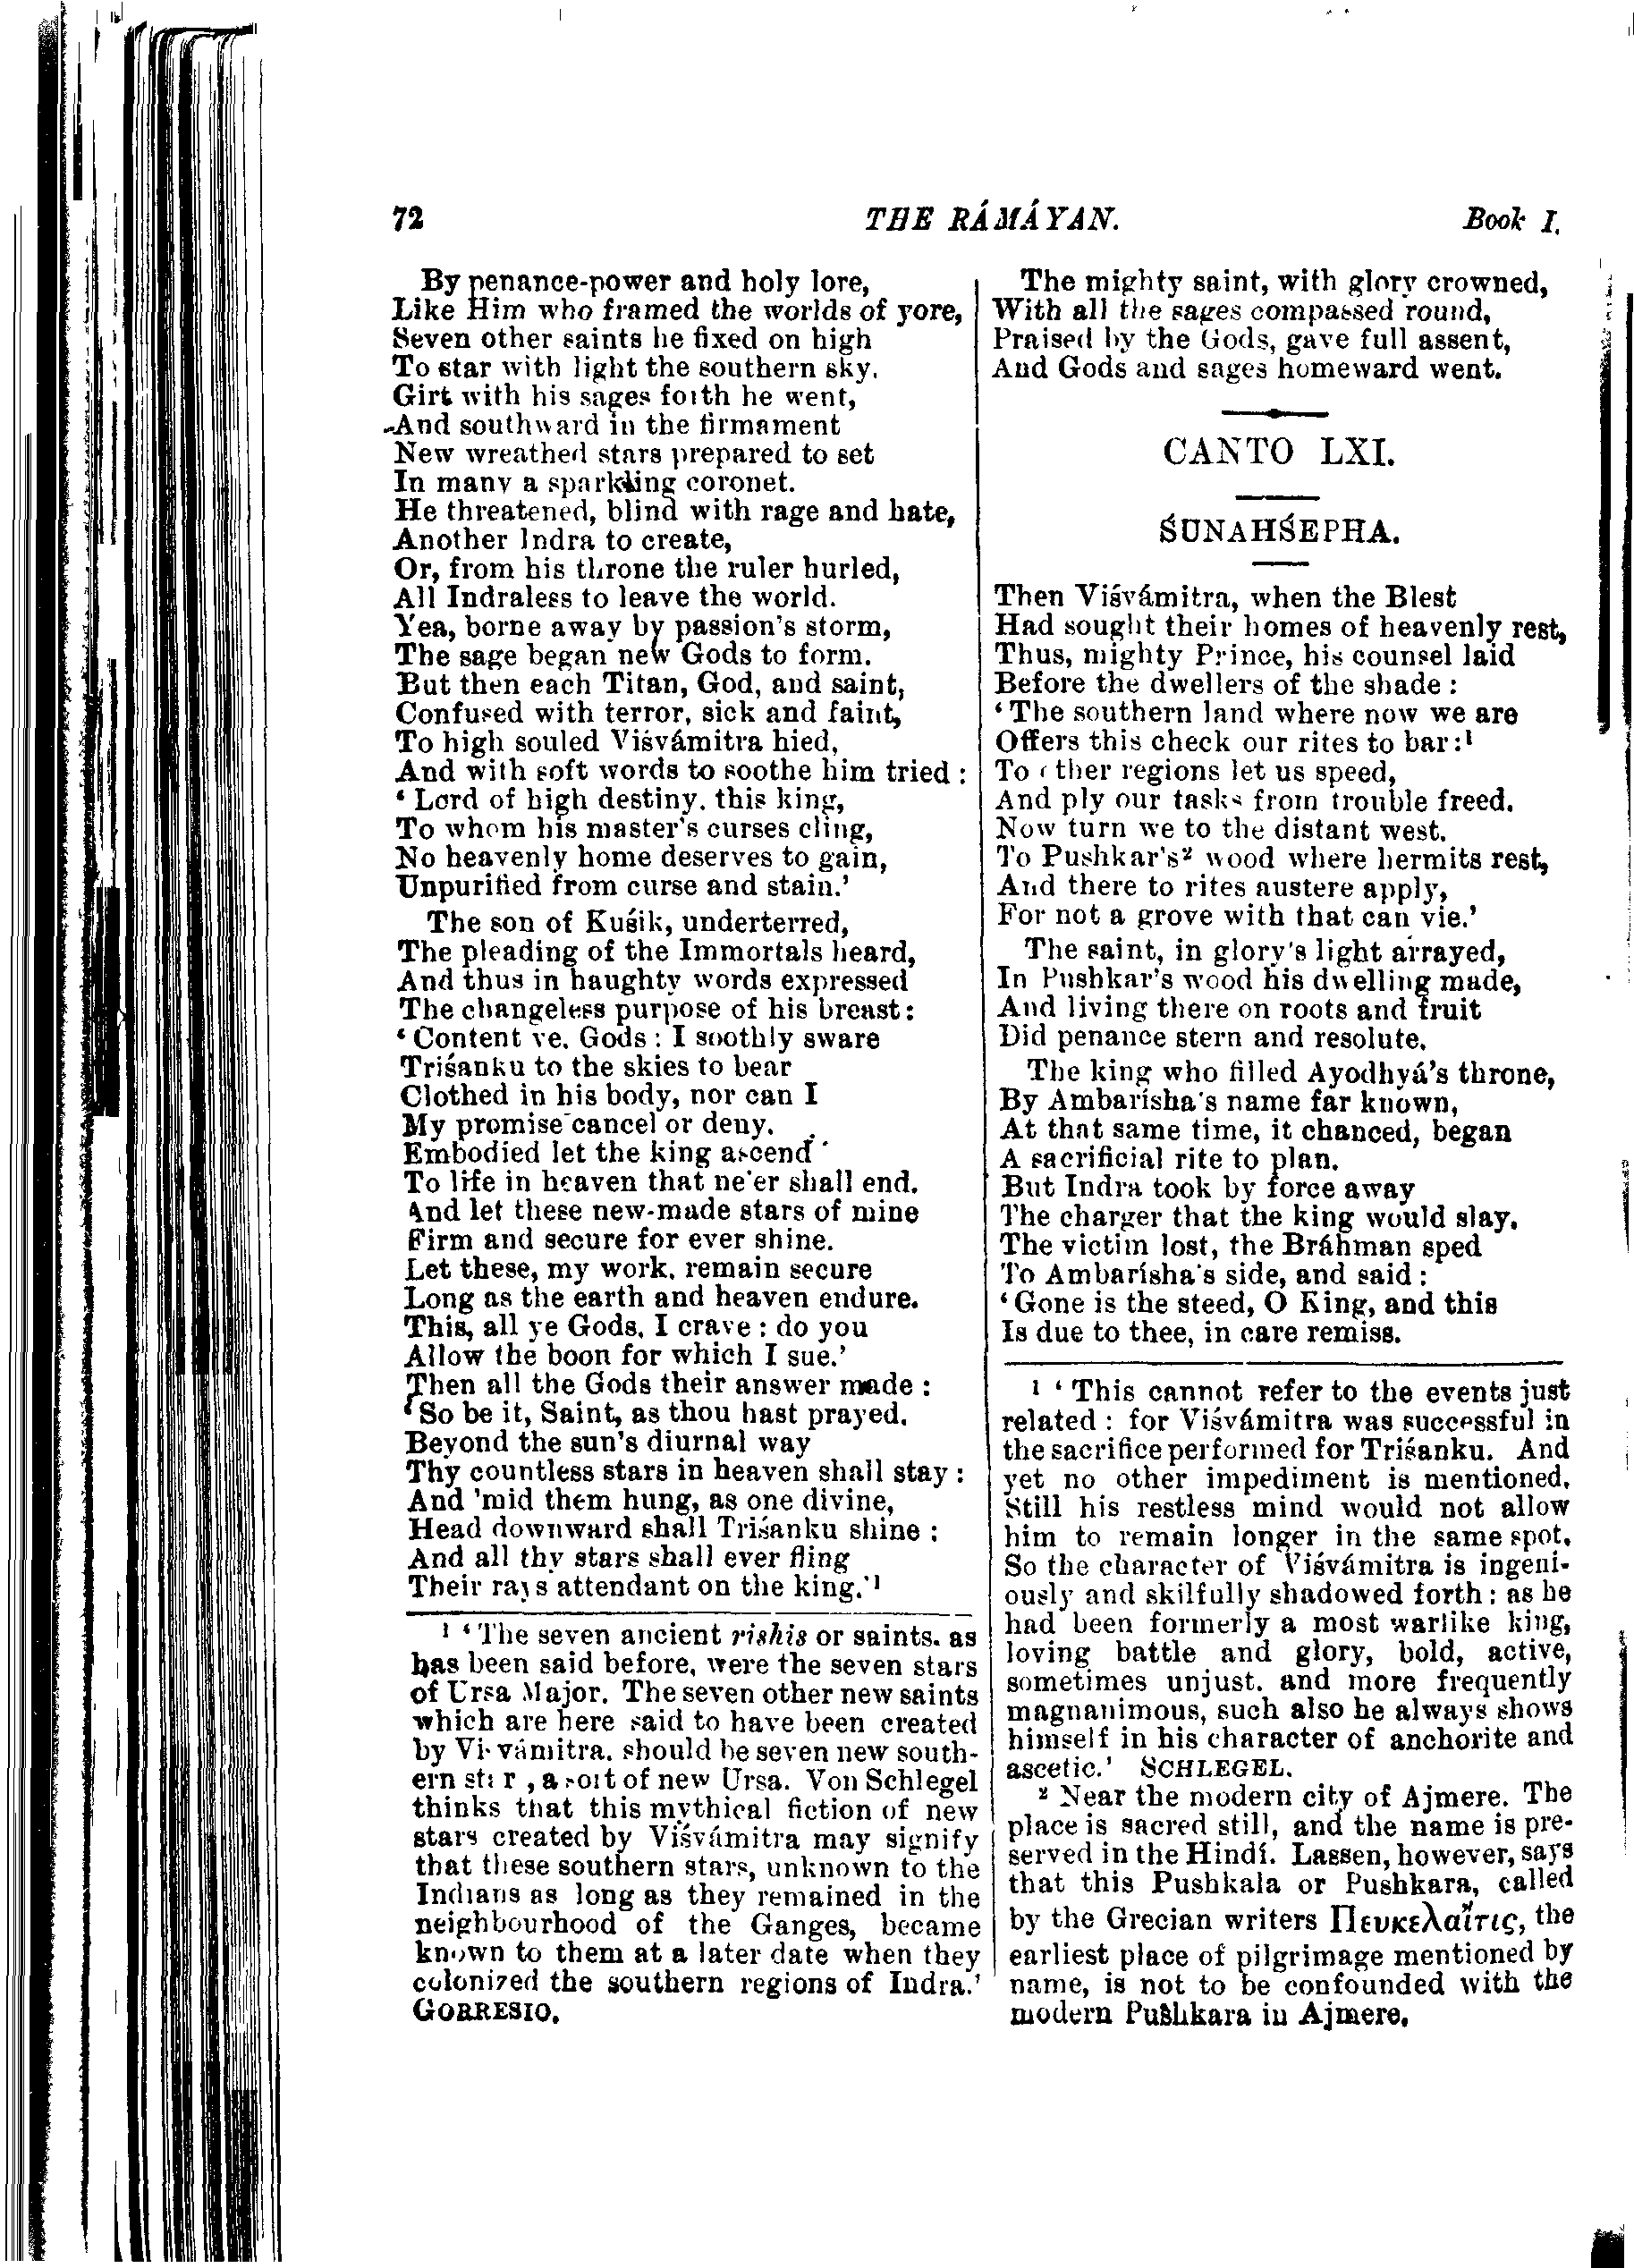 72 THE RÁMÁYAN. Book I.
By penance-power and holy lore,
Like Him who framed the worlds of yore,
Seven other saints he fixed on high
To star with light the southern sky.
Girt with his sages forth he went,
And southward in the firmament
New wreathed stars prepared to set
In many a sparkling coronet.
He threatened, blind with rage and hate,
Another Indra to create,
Or, from his throne the ruler hurled,
All Indraless to leave the world.
Yea, borne away by passion's storm,
The sage began new Gods to form.
But then each Titan, God, and saint,
Confused with terror, sick and faint,
To high souled Viśvámitra hied,
And with soft words to soothe him tried:
‘Lord of high destiny, this king,
To whom his master's curses cling,
No heavenly home deserves to gain,
Unpurified from curse and stain.’
The son of Kuśik, underterred,
The pleading of the Immortals heard,
And thus in haughty words expressed
The changeless purpose of his breast:
‘Content ye, Gods: I soothly sware
Triśanku to the skies to bear
Clothed in his body, nor can I
My promise cancel or deny.
Embodied let the king ascend
To life in heaven that ne'er shall end.
And let these new-made stars of mine
Firm and secure for ever shine.
Let these, my work, remain secure
Long as the earth and heaven endure.
This, all ye Gods, I crave: do you
Allow the boon for which I sue.’
Then all the Gods their answer made:
‘So be it, Saint, as thou hast prayed.
Beyond the sun's diurnal way
Thy countless stars in heaven shall stay:
And 'mid them hung, as one divine,
Head downward shall Triśanku shine;
And all thy stars shall ever fling
Their rays attendant on the king.’¹
¹ ‘The seven ancient rishis or saints, as
has been said before, were the seven stars
of Ursa Major. The seven other new saints
which are here said to have been created
by Viśvámitra, should be seven new south-
ern stars, a sort of new Ursa. Von Schlegel
thinks that this mythical fiction of new
stars created by Viśvámitra may signify
that these southern stars, unknown to the
Indians as long as they remained in the
neighbourhood of the Ganges, became
known to them at a later date when they
colonized the southern regions of Indra.’
GORRESIO.
The mighty saint, with glory crowned,
With all the sages compassed round,
Praised by the Gods, gave full assent,
And Gods and sages homeward went.
CANTO LXI.
ŚUNAHŚEPHA.
Then Viśvámitra, when the Blest
Had sought their homes of heavenly rest,
Thus, mighty Prince, his counsel laid
Before the dwellers of the shade:
‘The southern land where now we are
Offers this check our rites to bar:¹
To other regions let us speed,
And ply our tasks from trouble freed.
Now turn we to the distant west.
To Pushkar's² wood where hermits rest,
And there to rites austere apply,
For not a grove with that can vie.’
The saint, in glory's light arrayed,
In Pushkar's wood his dwelling made,
And living there on roots and fruit
Did penance stern and resolute.
The king who filled Ayodhyá's throne,
By Ambarísha's name far known,
At that same time, it chanced, began
A sacrificial rite to plan.
But Indra took by force away
The charger that the king would slay.
The victim lost, the Bráhman sped
To Ambarísha's side, and said:
‘Gone is the steed, O King, and this
Is due to thee, in care remiss.
¹ ‘This cannot refer to the events just
related: for Viśvámitra was successful in
the sacrifice performed for Triśanku. And
yet no other impediment is mentioned.
Still his restless mind would not allow
him to remain longer in the same spot.
So the character of Viśvámitra is ingeni-
ously and skilfully shadowed forth: as he
had been formerly a most warlike king,
loving battle and glory, bold, active,
sometimes unjust, and more frequently
magnanimous, such also he always shows
himself in his character of anchorite and
ascetic.’ SCHLEGEL.
² Near the modern city of Ajmere. The
place is sacred still, and the name is pre-
served in the Hindí. Lassen, however, says
that this Pushkala or Pushkara, called
by the Grecian writers Πευκελαΐτις, the
earliest place of pilgrimage mentioned by
name, is not to be confounded with the
modern Pushkara in Ajmere.